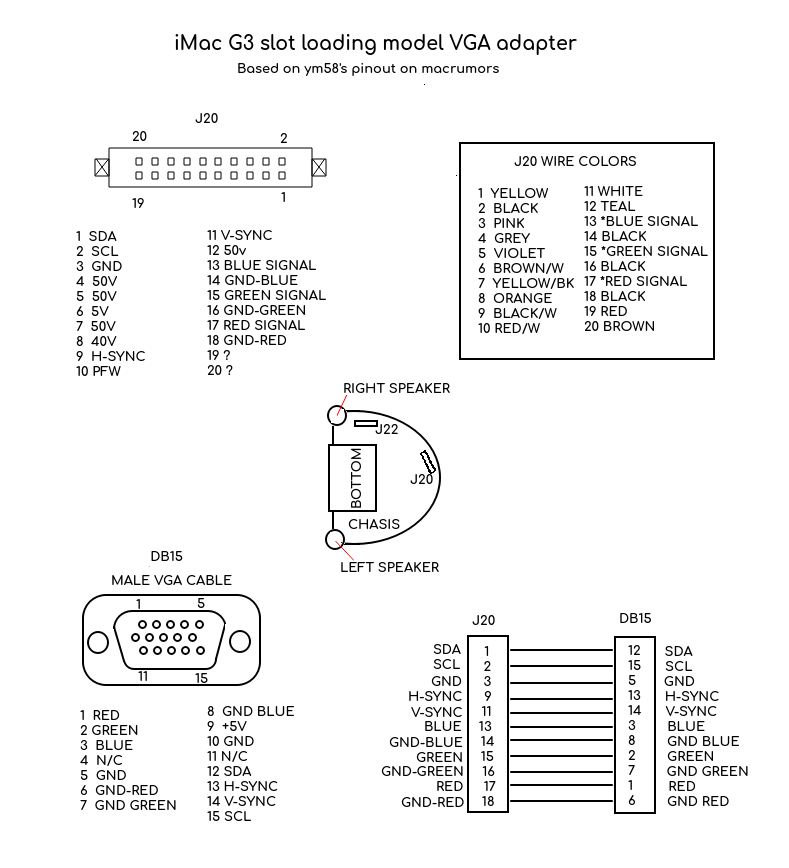 iMac G3 slot loading model VGA adapter
Based on ym58's pinout on macrumors
J20
20 2
19 1
1 SDA
2 SCL
3 GND
4 50V
5 50V
6 5V
7 50V
8 40V
9 H-SYNC
10 PFW
11 V-SYNC
12 50v
13 BLUE SIGNAL
14 GND-BLUE
15 GREEN SIGNAL
16 GND-GREEN
17 RED SIGNAL
18 GND-RED
19 ?
20 ?
J20 WIRE COLORS
1 YELLOW
2 BLACK
3 PINK
4 GREY
5 VIOLET
6 BROWN/W
7 YELLOW/BK
8 ORANGE
9 BLACK/W
10 RED/W
11 WHITE
12 TEAL
13 *BLUE SIGNAL
14 BLACK
15 *GREEN SIGNAL
16 BLACK
17 *RED SIGNAL
18 BLACK
19 RED
20 BROWN
RIGHT SPEAKER
J22
J20
BOTTOM
CHASIS
LEFT SPEAKER
DB15
MALE VGA CABLE
1 5
11 15
1 RED
2 GREEN
3 BLUE
4 N/C
5 GND
6 GND-RED
7 GND GREEN
8 GND BLUE
9 +5V
10 GND
11 N/C
12 SDA
13 H-SYNC
14 V-SYNC
15 SCL
J20 DB15
SDA 1 12 SDA
SCL 2 15 SCL
GND 3 5 GND
H-SYNC 9 13 H-SYNC
V-SYNC 11 14 V-SYNC
BLUE 13 3 BLUE
GND-BLUE 14 8 GND BLUE
GREEN 15 2 GREEN
GND-GREEN 16 7 GND GREEN
RED 17 1 RED
GND-RED 18 6 GND RED